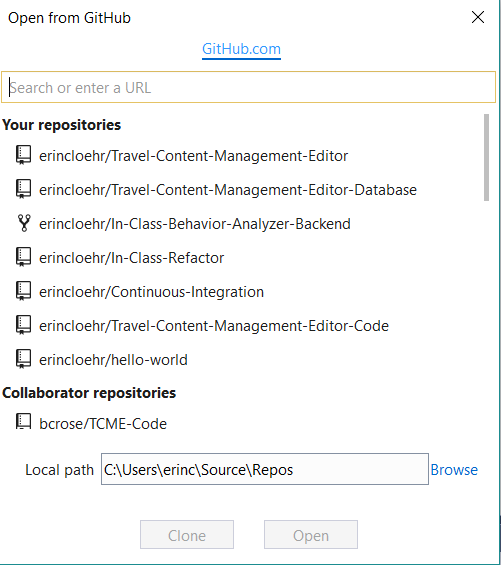 Open from GitHub
GitHub.com
Search or enter a URL
Your repositories
erincloehr/Travel-Content-Management-Editor
erincloehr/Travel-Content-Management-Editor-Database
erincloehr/In-Class-Behavior-Analyzer-Backend
erincloehr/In-Class-Refactor
erincloehr/Continuous-Integration
erincloehr/Travel-Content-Management-Editor-Code
erincloehr/hello-world
Collaborator repositories
bcrose/TCME-Code
Local path C:\Users\erinc\Source\Repos Browse
Clone Open